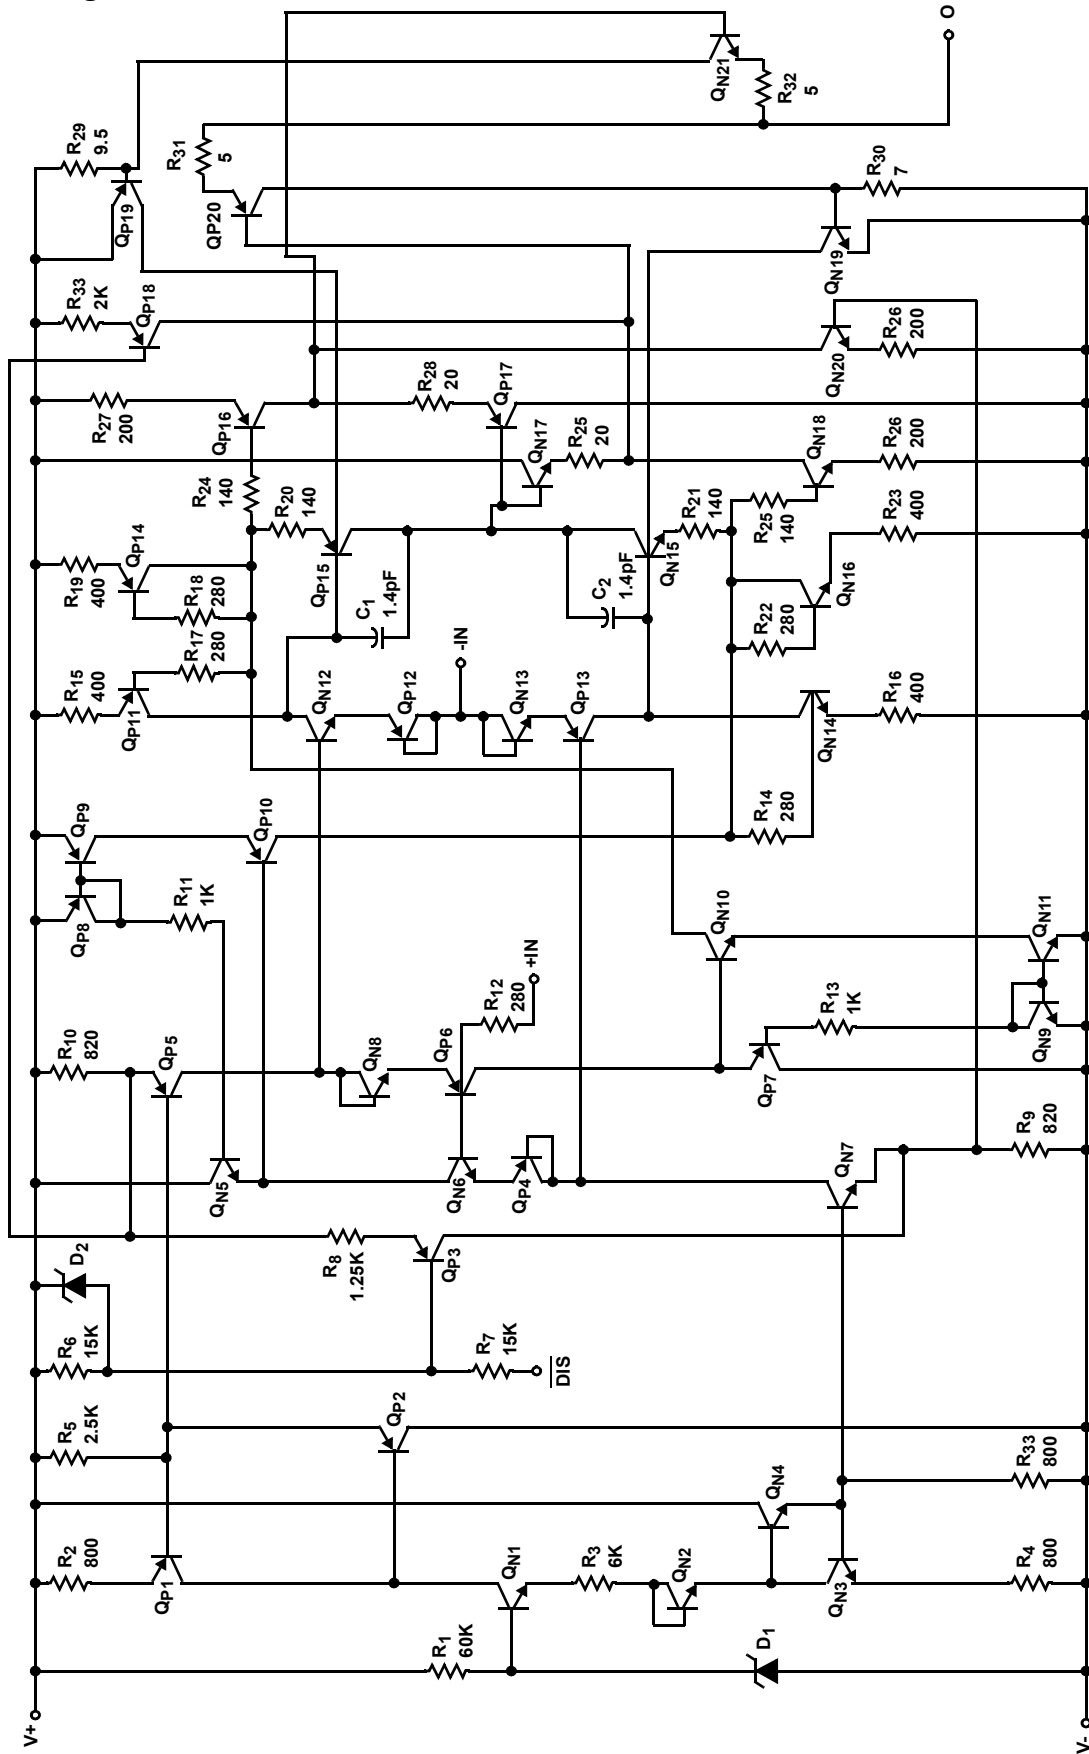 V+
R1
60K
D1
V-
R2
800
QP1
QN1
R3
6K
QN2
QN3
R4
800
R5
2.5K
QP2
QN4
R33
800
R6
15K
D2
R7
15K
DIS
R8
1.25K
QP3
QN5
QN6
QP4
QN7
R9
820
R10
820
QP5
QN8
QP6
R12
280
+IN
QP7
R13
1K
QN9
QN11
QN10
QP8
QP9
R11
1K
QP10
R14
280
R15
400
QP11
R17
280
R18
280
QN12
QP12
-IN
QN13
QP13
QN14
R16
400
R19
400
QP14
R20
140
QP15
C1
1.4pF
C2
1.4pF
QN15
R21
140
R22
280
QN16
R23
400
R24
140
R25
140
QN18
R26
200
R27
200
QP16
R28
20
QP17
QN17
R25
20
R33
2K
QP18
QN20
R26
200
QP19
QN19
R29
9.5
R31
5
QP20
R30
7
QN21
R32
5
O